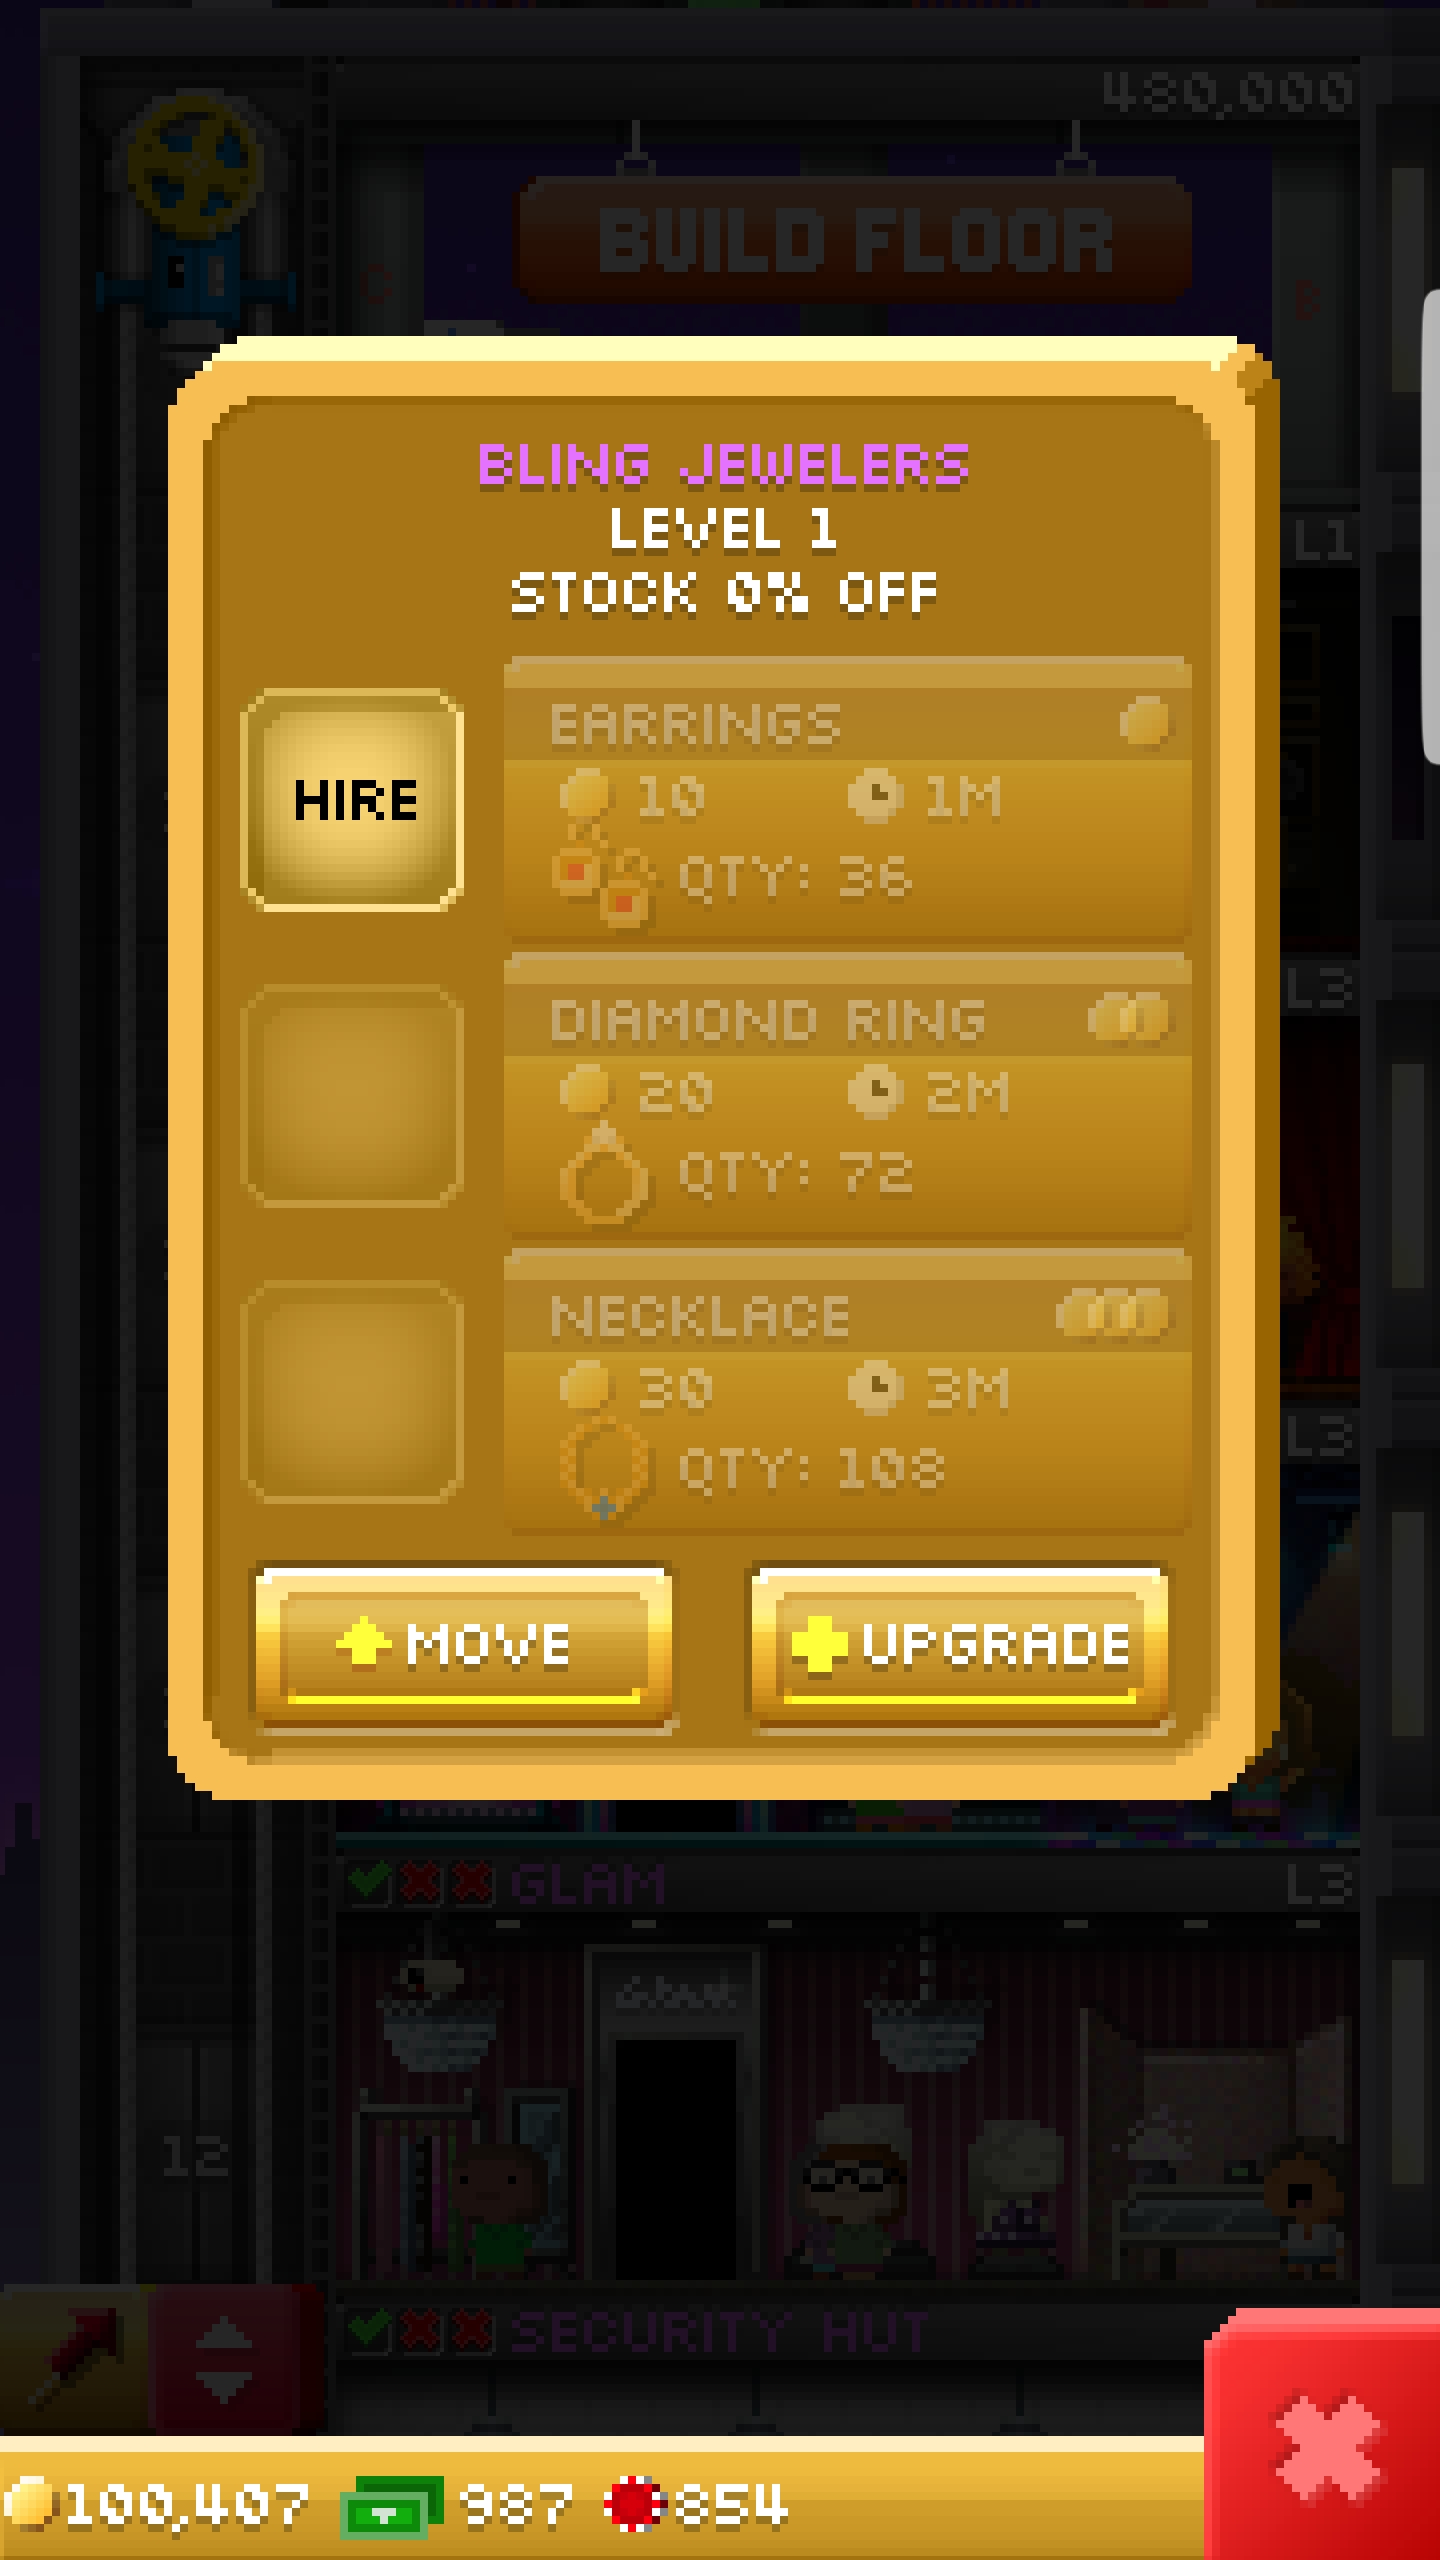 480,000
BUILD FLOOR
C
B
L1
BLING JEWELERS
LEVEL 1
STOCK 0% OFF
HIRE
EARRINGS
10 1M
QTY: 36
L3
DIAMOND RING
20 2M
QTY: 72
NECKLACE
30 3M
QTY: 108
L3
MOVE
UPGRADE
GLAM L3
12
SECURITY HUT
100,407 987 854